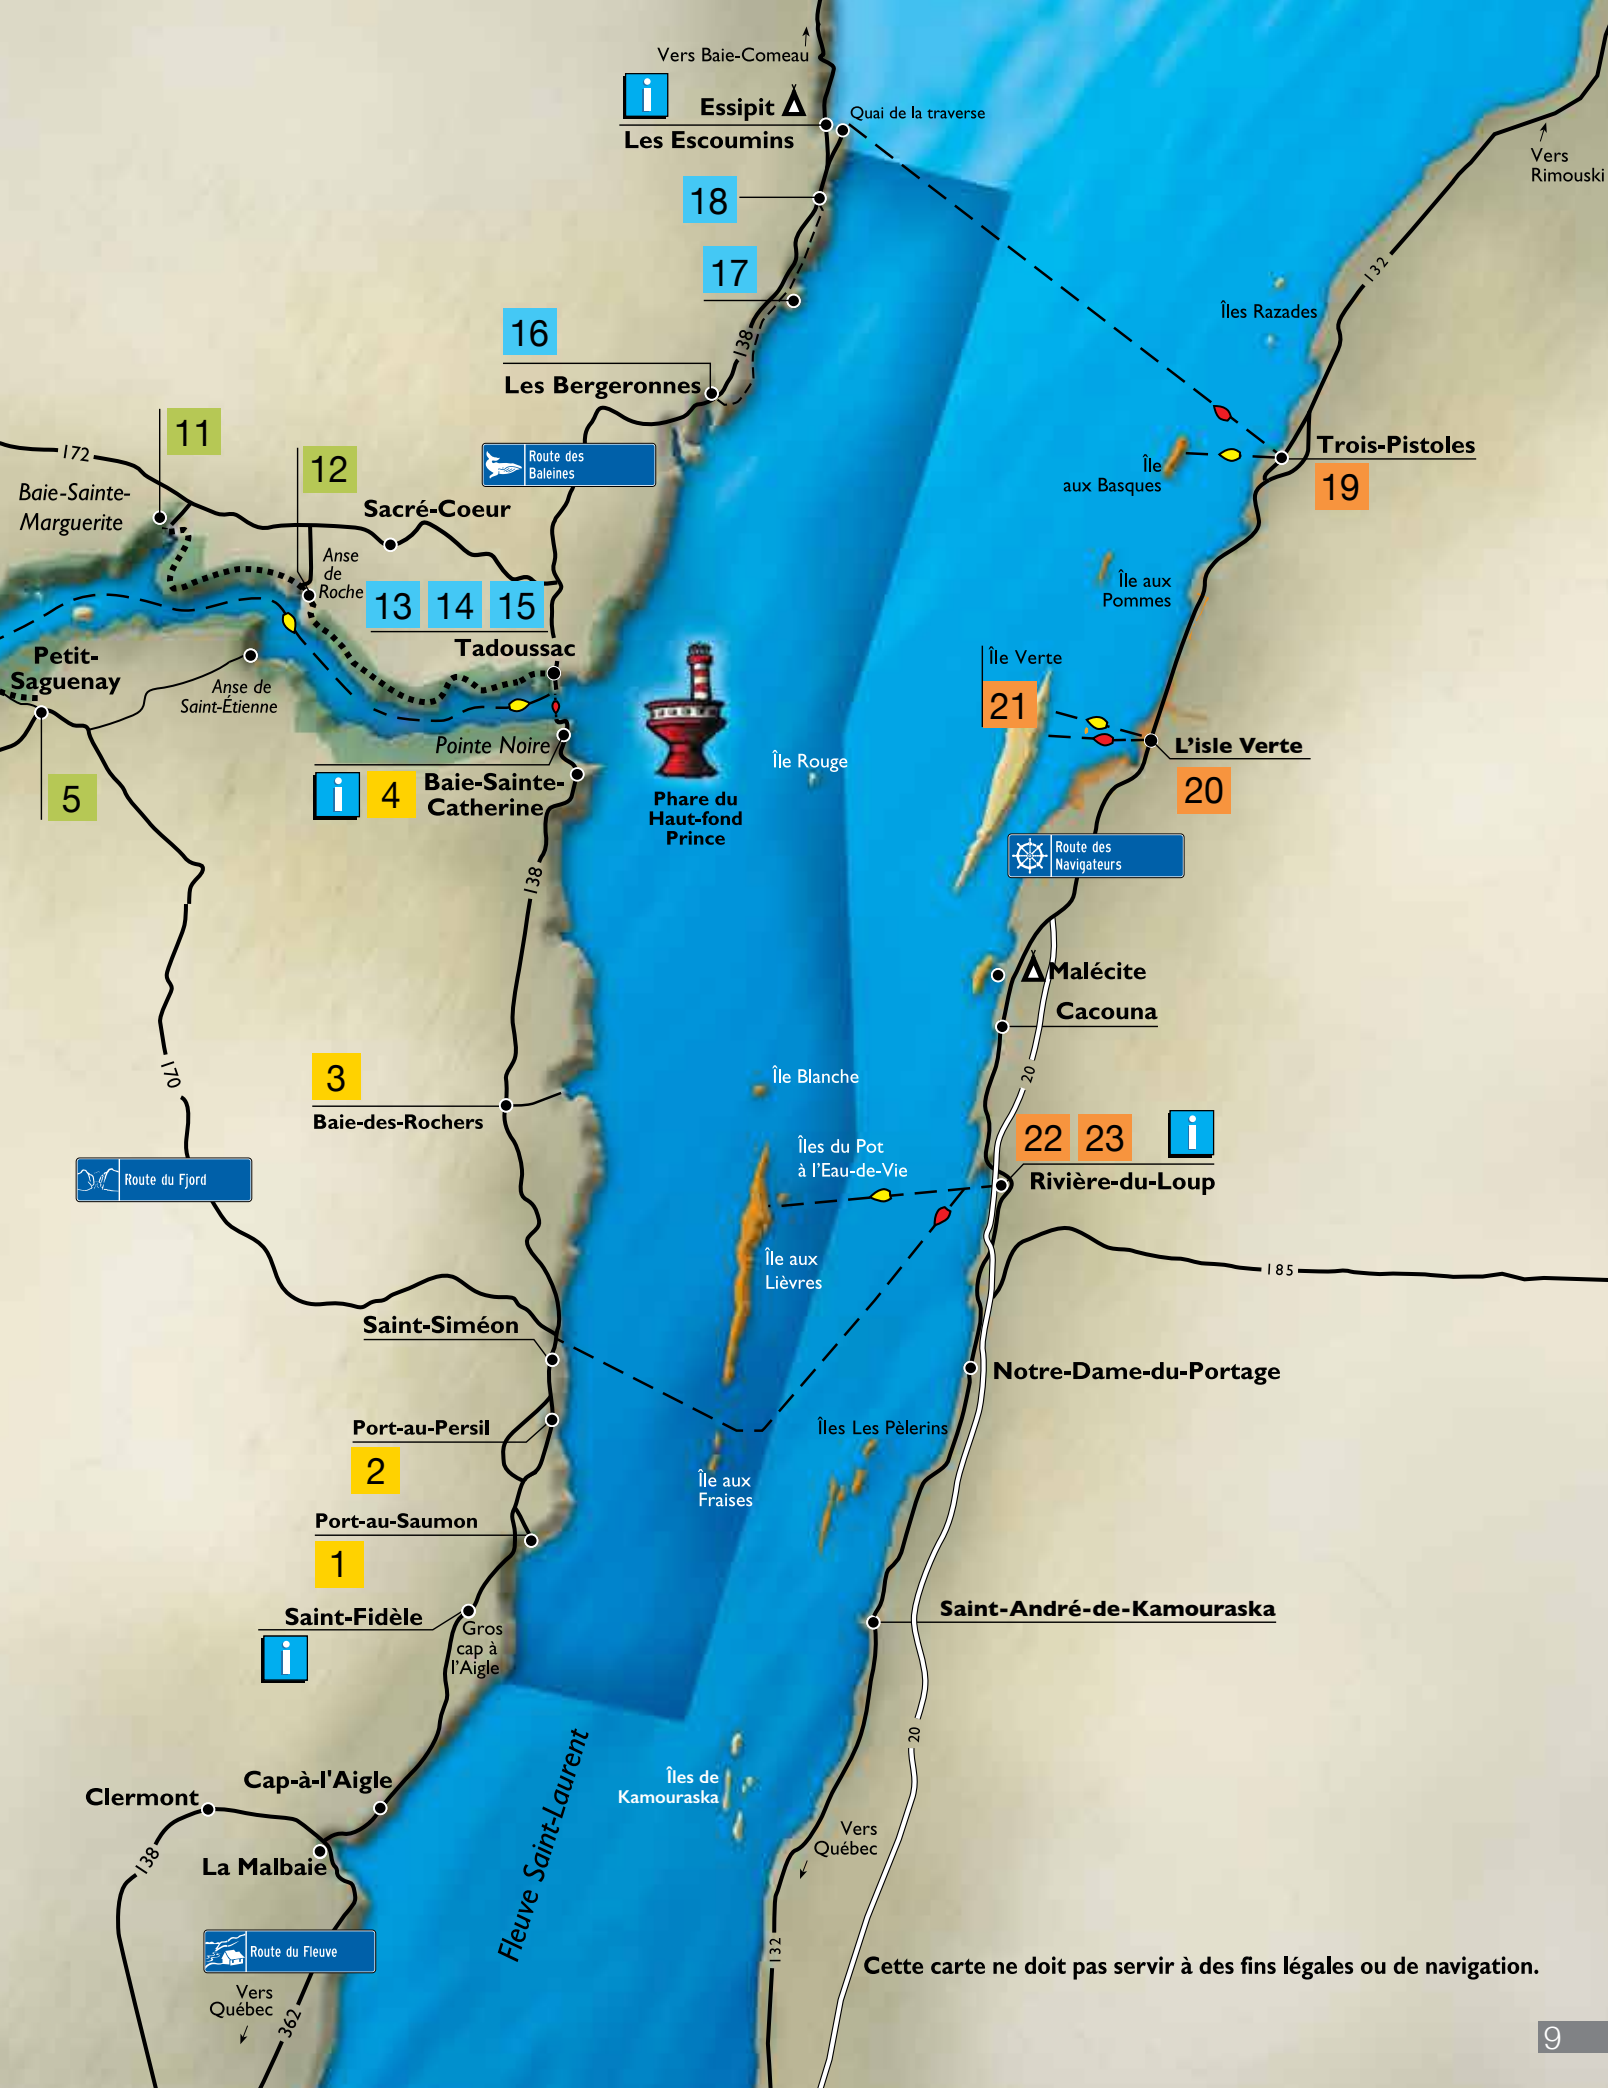 Vers Baie-Comeau
Essipit
Les Escoumins
Quai de la traverse
Vers
Rimouski
18
17
132
Îles Razades
16
138
Les Bergeronnes
11
172
12
Route des
Baleines
Trois-Pistoles
19
Île
aux Basques
Baie-Sainte-
Marguerite
Sacré-Coeur
Anse
de
Roche
13 14 15
Tadoussac
Île aux
Pommes
Petit-
Saguenay
Anse de
Saint-Étienne
Île Verte
21
Pointe Noire
L'isle Verte
20
Île Rouge
5
4
Baie-Sainte-
Catherine
Phare du
Haut-fond
Prince
Route des
Navigateurs
138
Malécite
Cacouna
170
20
3
Baie-des-Rochers
Île Blanche
22 23
Îles du Pot
à l'Eau-de-Vie
Rivière-du-Loup
Route du Fjord
Île aux
Lièvres
185
Saint-Siméon
Notre-Dame-du-Portage
Port-au-Persil
2
Îles Les Pèlerins
Île aux
Fraises
Port-au-Saumon
1
Saint-Fidèle
Gros
cap à
l'Aigle
Saint-André-de-Kamouraska
20
Fleuve Saint-Laurent
Îles de
Kamouraska
Cap-à-l'Aigle
Clermont
138
La Malbaie
Vers
Québec
132
Route du Fleuve
Vers
Québec
362
Cette carte ne doit pas servir à des fins légales ou de navigation.
9